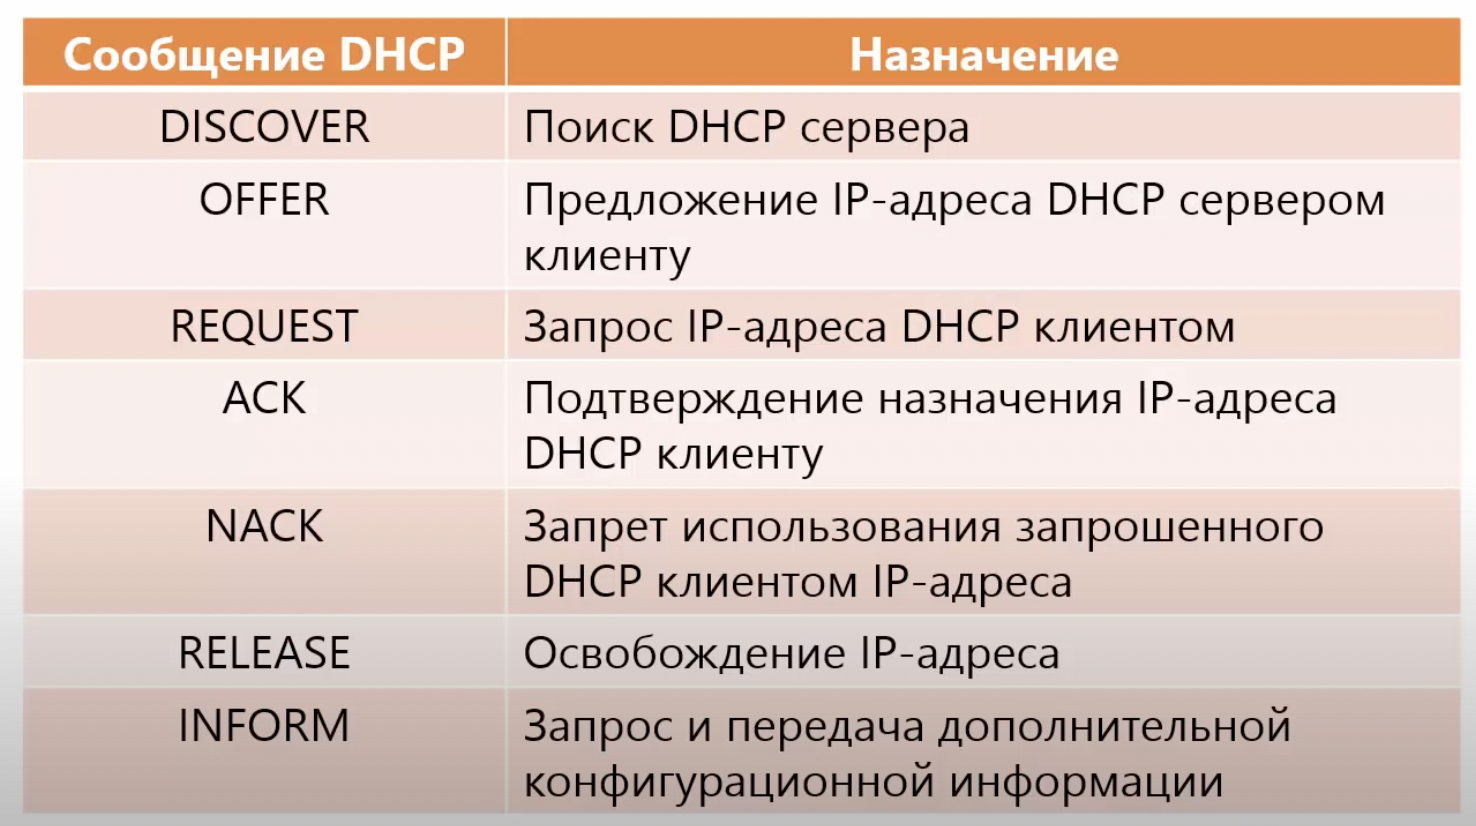 Сообщение DHCP
Назначение
DISCOVER
Поиск DHCP сервера
OFFER
Предложение IP-адреса DHCP сервером
клиенту
REQUEST
Запрос IP-адреса DHCP клиентом
ACK
Подтверждение назначения IP-адреса
DHCP клиенту
NACK
Запрет использования запрошенного
DHCP клиентом IP-адреса
RELEASE
Освобождение IP-адреса
INFORM
Запрос и передача дополнительной
конфигурационной информации